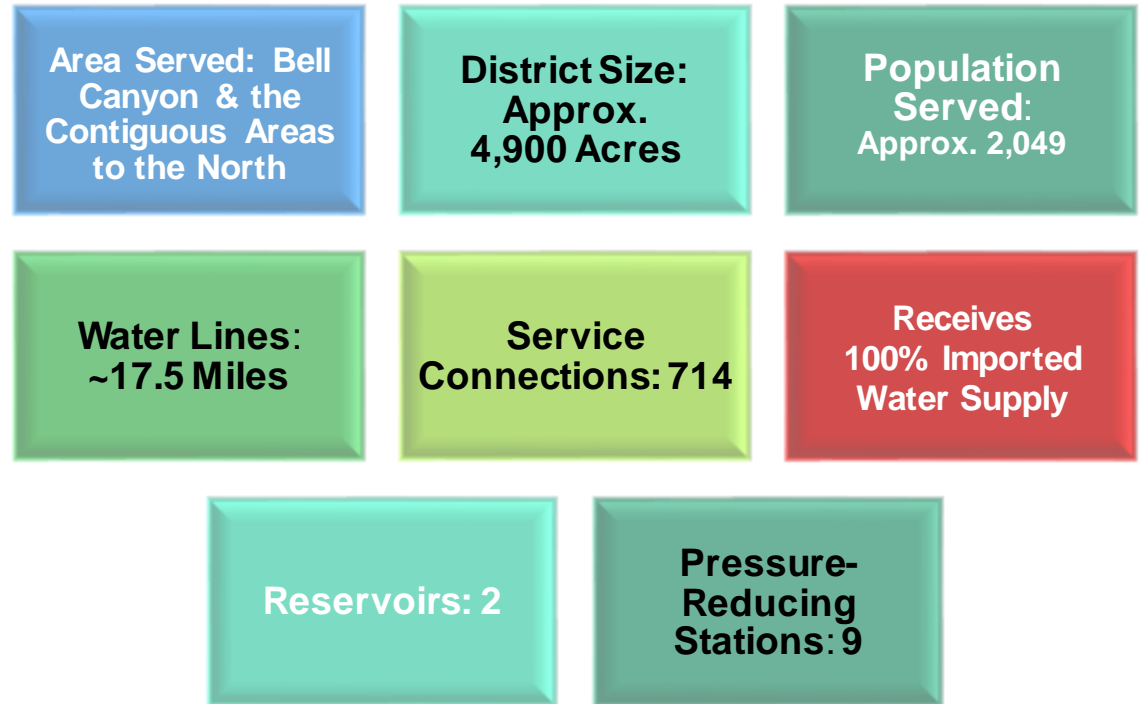 Area Served: Bell
Canyon & the
Contiguous Areas
to the North
District Size:
Approx.
4,900 Acres
Population
Served:
Approx. 2,049
Water Lines:
~17.5 Miles
Service
Connections: 714
Receives
100% Imported
Water Supply
Reservoirs: 2
Pressure-
Reducing
Stations: 9